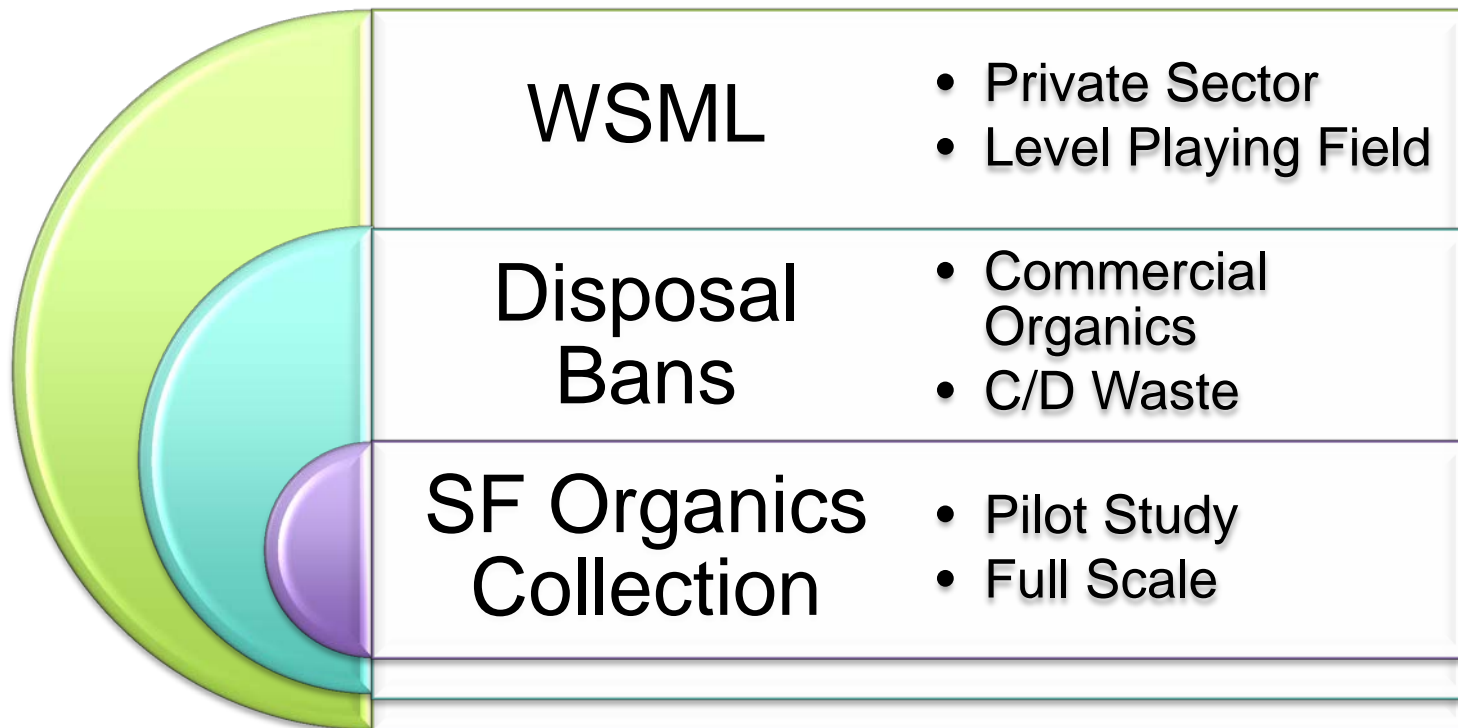 WSML
• Private Sector
• Level Playing Field
Disposal
Bans
• Commercial
Organics
• C/D Waste
SF Organics
Collection
• Pilot Study
• Full Scale